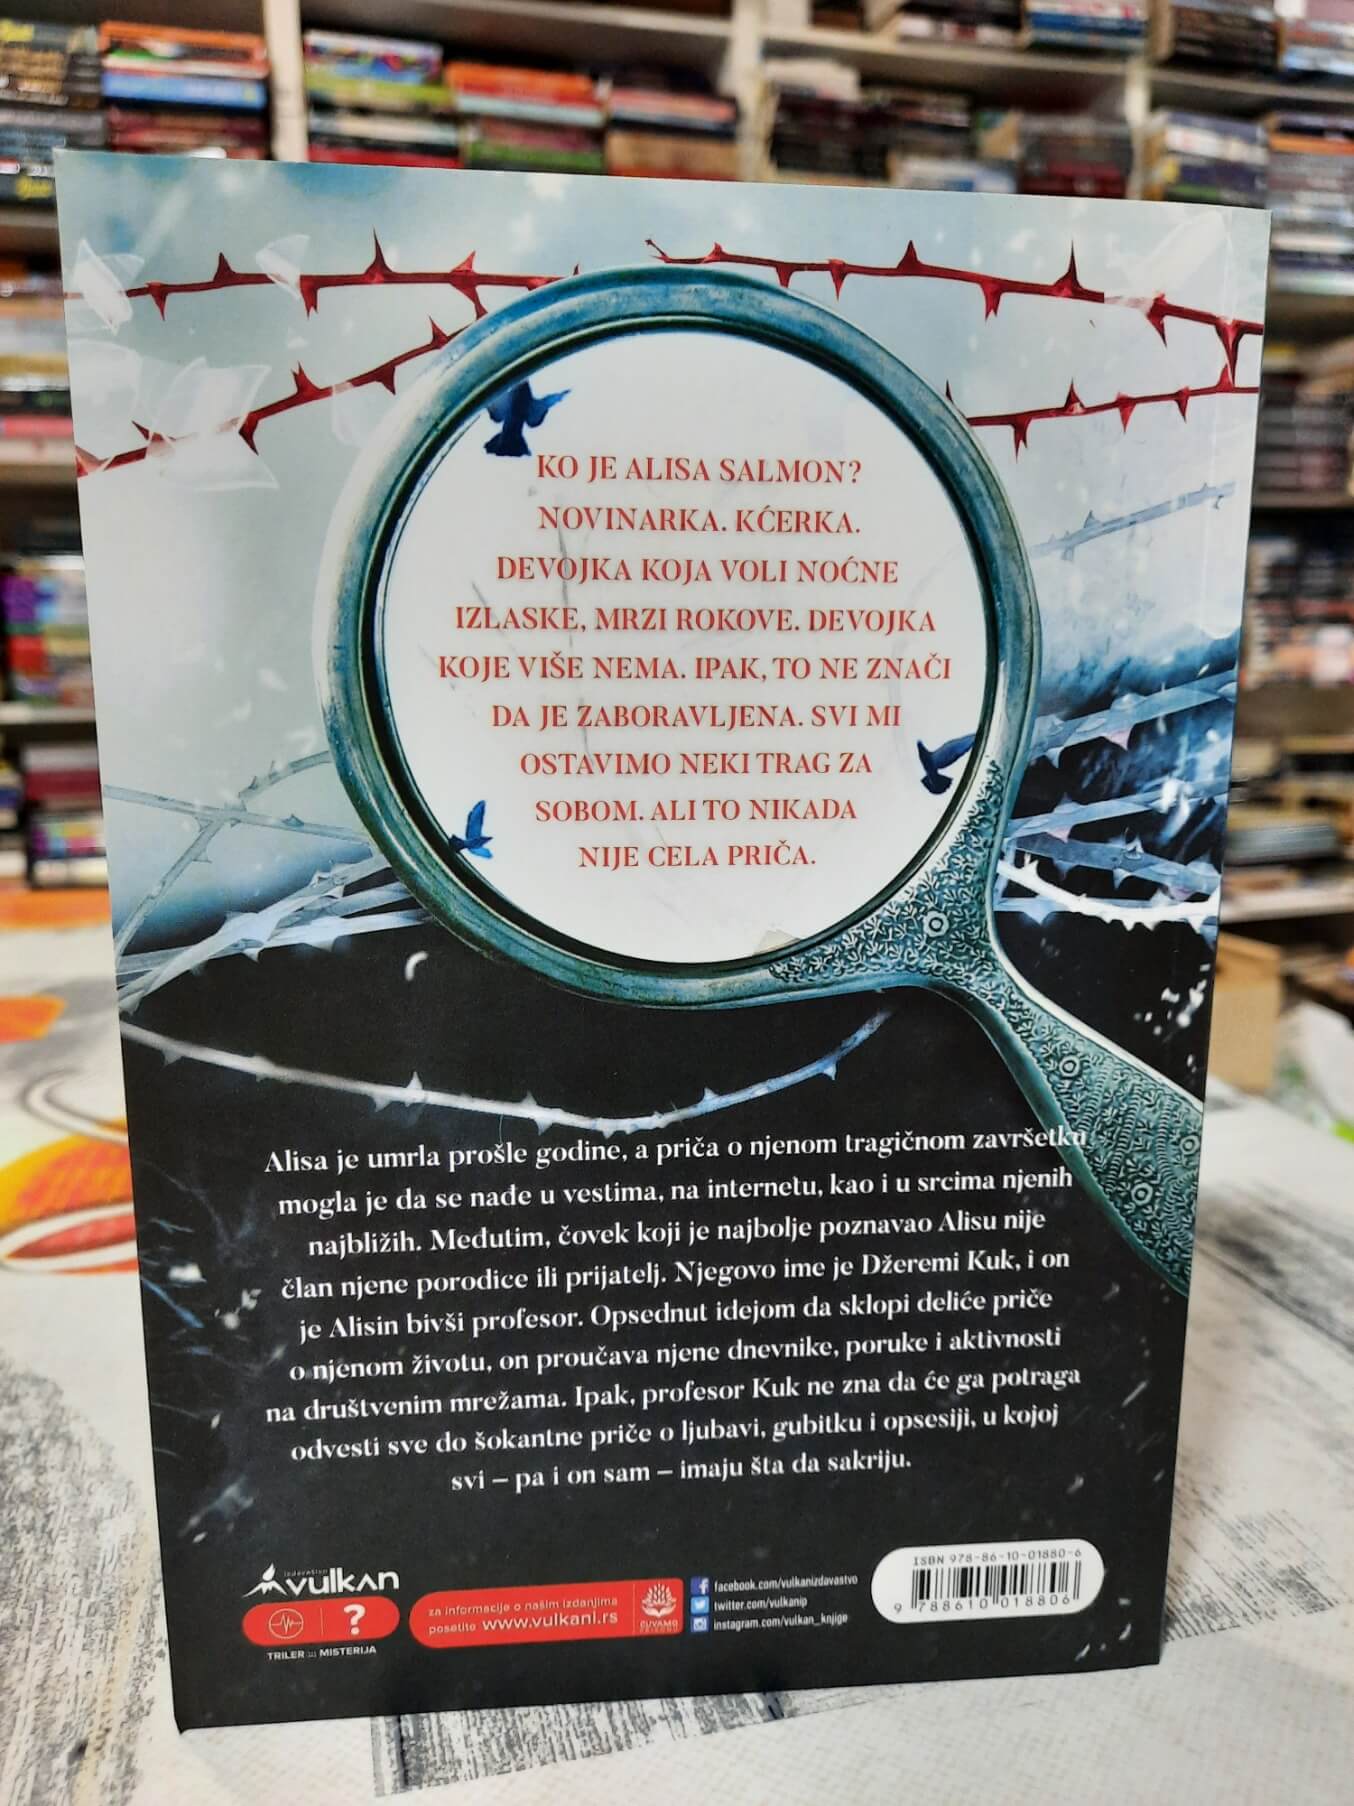 KO JE ALISA SALMON?
NOVINARKA. KĆERKA.
DEVOJKA KOJA VOLI NOĆNE
IZLASKE, MRZI ROKOVE. DEVOJKA
KOJE VIŠE NEMA. IPAK, TO NE ZNAČI
DA JE ZABORAVLJENA. SVI MI
OSTAVIMO NEKI TRAG ZA
SOBOM. ALI TO NIKADA
NIJE CELA PRIČA.
Alisa je umrla prošle godine, a priča o njenom tragičnom završetku
mogla je da se nađe u vestima, na internetu, kao i u srcima njenih
najbližih. Međutim, čovek koji je najbolje poznavao Alisu nije
član njene porodice ili prijatelj. Njegovo ime je Džeremi Kuk, i on
je Alisin bivši profesor. Opsednut idejom da sklopi deliće priče
o njenom životu, on proučava njene dnevnike, poruke i aktivnosti
na društvenim mrežama. Ipak, profesor Kuk ne zna da će ga potraga
odvesti sve do šokantne priče o ljubavi, gubitku i opsesiji, u kojoj
svi – pa i on sam – imaju šta da sakriju.
izdavaštvo
vulkan
?
TRILER ::: MISTERIJA
za informacije o našim izdanjima
posetite www.vulkani.rs
ČUVAMO
PRIRODU
facebook.com/vulkanizdavastvo
twitter.com/vulkanip
instagram.com/vulkan_knjige
ISBN 978-86-10-01880-6
9 788610 018806